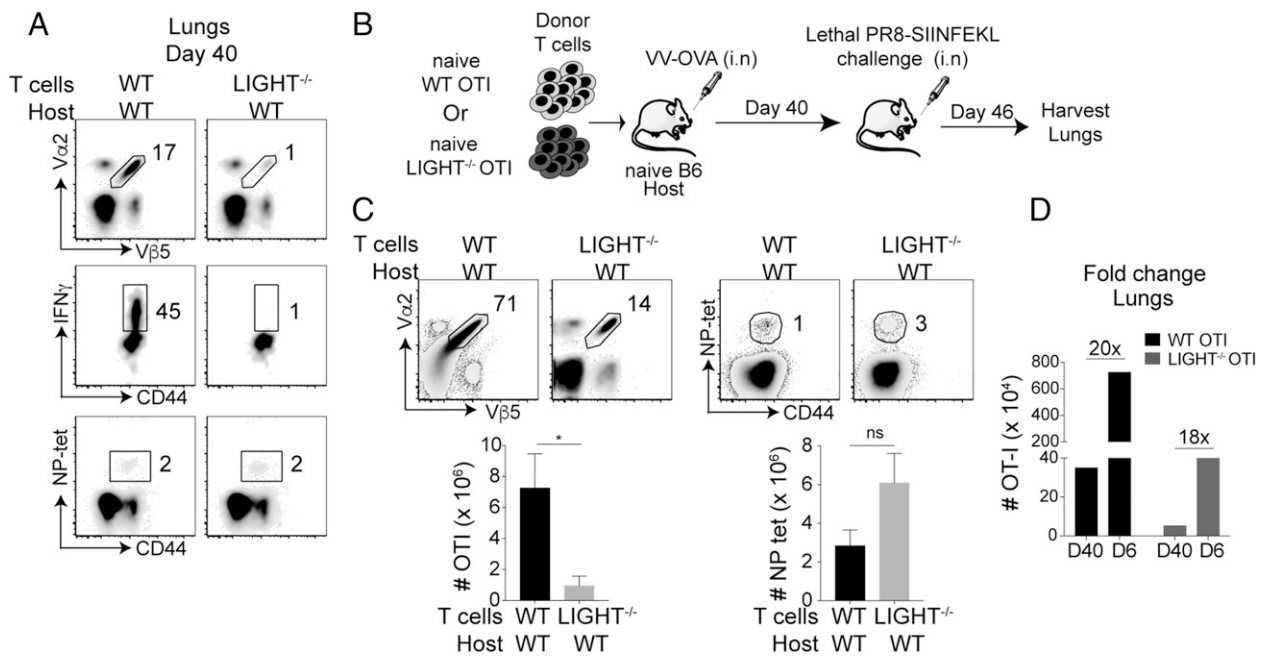 A
Lungs
Day 40
T cells WT LIGHT-/-
Host WT WT
Vα2
17
1
Vβ5
IFNγ
45
1
CD44
NP-tet
2
2
CD44
B
Donor
T cells
naive
WT OTI
Or
naive
LIGHT-/- OTI
VV-OVA (i.n)
naive B6
Host
Day 40
Lethal PR8-SIINFEKL
challenge (i.n)
Day 46
Harvest
Lungs
C
T cells WT LIGHT-/-
Host WT WT
Vα2
71
14
Vβ5
WT LIGHT-/-
WT WT
NP-tet
1
3
CD44
# OTI (x 10⁶)
10
8
6
4
2
0
*
T cells WT LIGHT-/-
Host WT WT
# NP tet (x 10⁶)
8
6
4
2
0
ns
T cells WT LIGHT-/-
Host WT WT
D
Fold change
Lungs
WT OTI
LIGHT-/- OTI
# OT-I (x 10⁴)
800
600
400
200
40
20
0
20x
18x
D40 D6 D40 D6